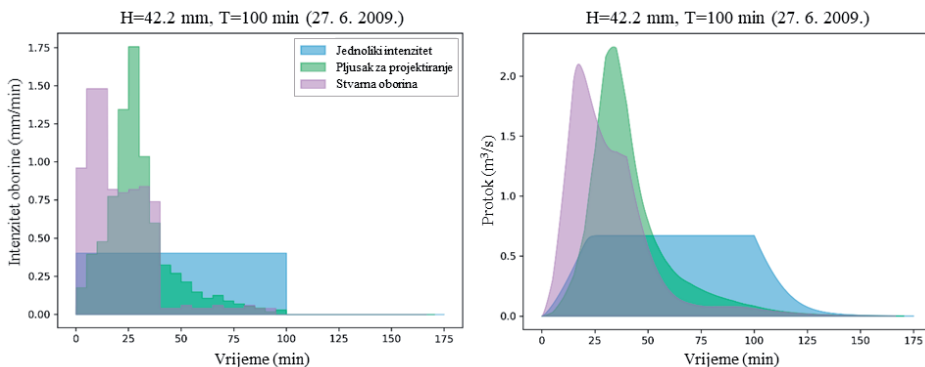 H=42.2 mm, T=100 min (27. 6. 2009.)
Intenzitet oborine (mm/min)
1.75
1.50
1.25
1.00
0.75
0.50
0.25
0.00
Jednoliki intenzitet
Pljusak za projektiranje
Stvarna oborina
0 25 50 75 100 125 150 175
Vrijeme (min)
H=42.2 mm, T=100 min (27. 6. 2009.)
Protok (m³/s)
2.0
1.5
1.0
0.5
0.0
0 25 50 75 100 125 150 175
Vrijeme (min)